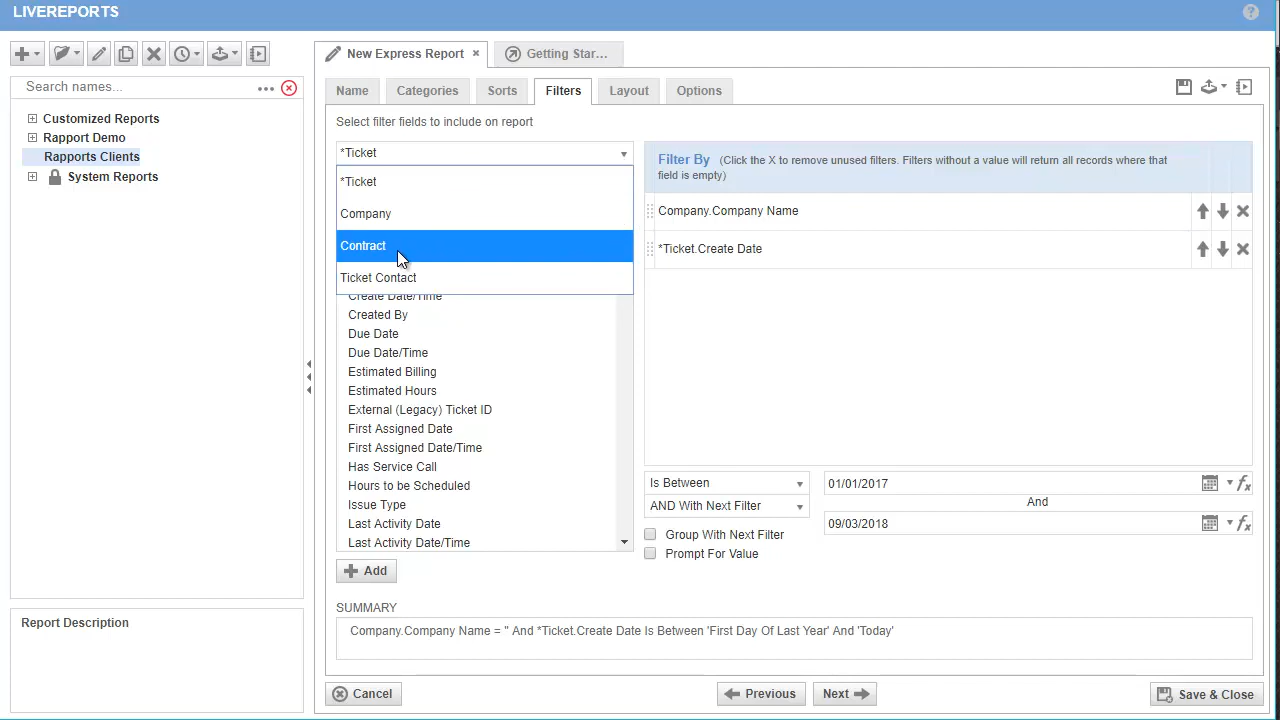 LIVEREPORTS
New Express Report
Getting Star...
Search names...
Customized Reports
Rapport Demo
Rapports Clients
System Reports
Report Description
Name
Categories
Sorts
Filters
Layout
Options
Select filter fields to include on report
*Ticket
*Ticket
Company
Contract
Ticket Contact
Create Date/Time
Created By
Due Date
Due Date/Time
Estimated Billing
Estimated Hours
External (Legacy) Ticket ID
First Assigned Date
First Assigned Date/Time
Has Service Call
Hours to be Scheduled
Issue Type
Last Activity Date
Last Activity Date/Time
Add
Filter By (Click the X to remove unused filters. Filters without a value will return all records where that
field is empty)
Company.Company Name
*Ticket.Create Date
Is Between
01/01/2017
And
AND With Next Filter
09/03/2018
Group With Next Filter
Prompt For Value
SUMMARY
Company.Company Name = '' And *Ticket.Create Date Is Between 'First Day Of Last Year' And 'Today'
Cancel
Previous
Next
Save & Close